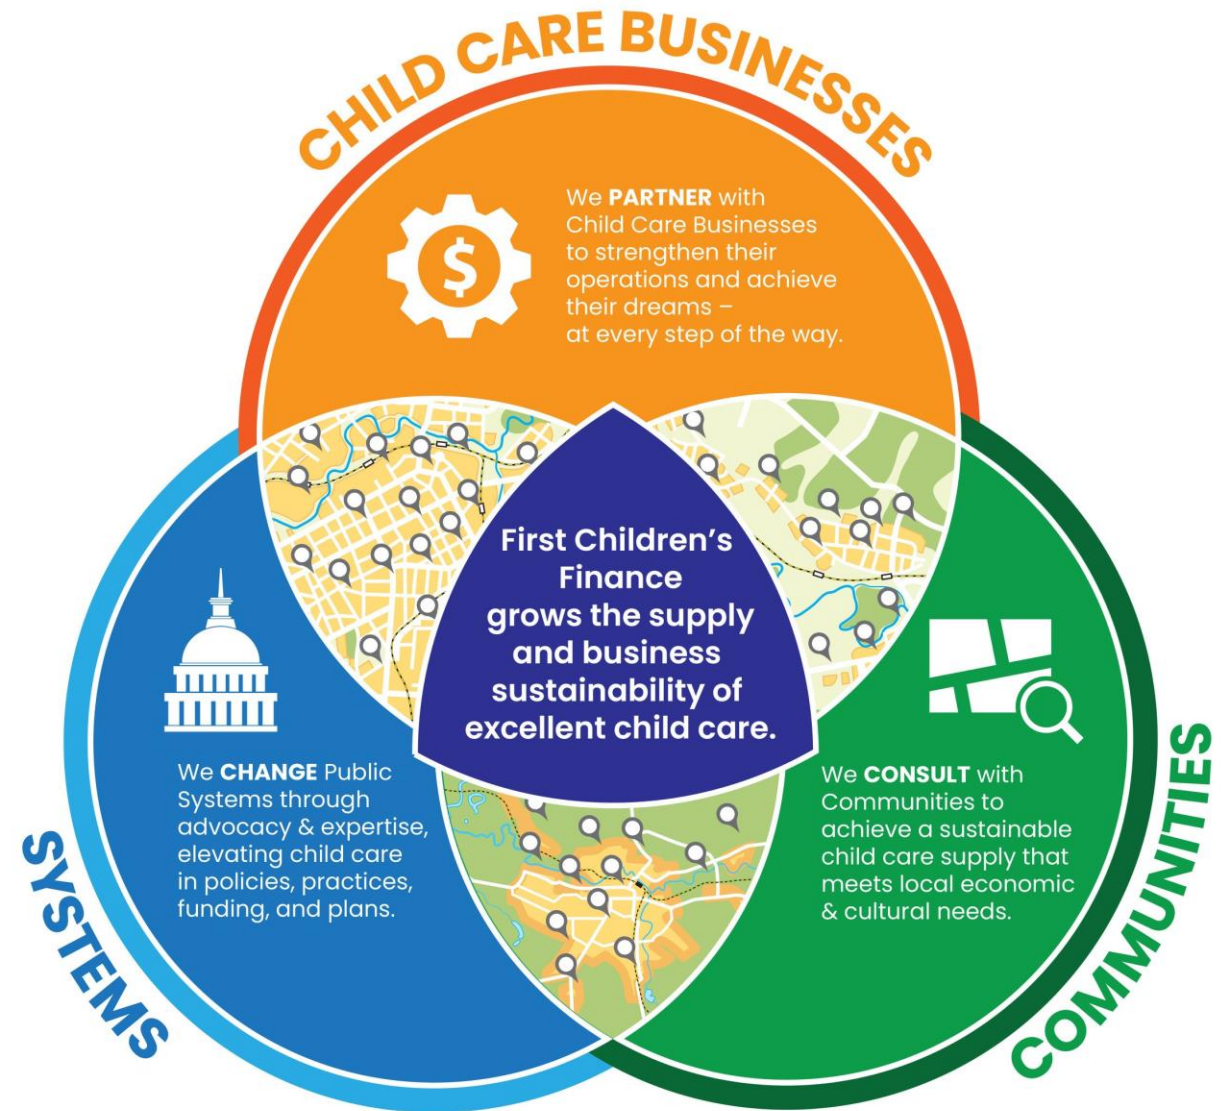 CHILD CARE BUSINESSES
$
We PARTNER with
Child Care Businesses
to strengthen their
operations and achieve
their dreams –
at every step of the way.
First Children's
Finance
grows the supply
and business
sustainability of
excellent child care.
We CHANGE Public
Systems through
advocacy & expertise,
elevating child care
in policies, practices,
funding, and plans.
SYSTEMS
We CONSULT with
Communities to
achieve a sustainable
child care supply that
meets local economic
& cultural needs.
COMMUNITIES